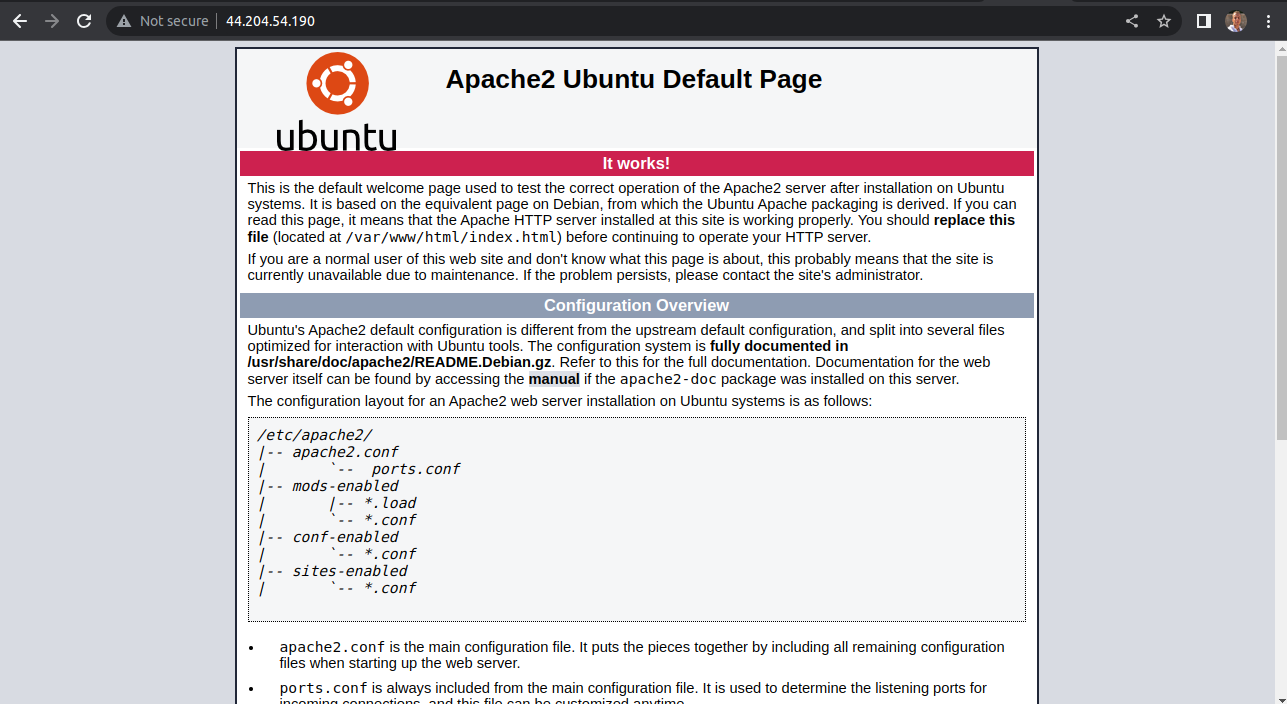 Not secure | 44.204.54.190
ubuntu
Apache2 Ubuntu Default Page
It works!
This is the default welcome page used to test the correct operation of the Apache2 server after installation on Ubuntu
systems. It is based on the equivalent page on Debian, from which the Ubuntu Apache packaging is derived. If you can
read this page, it means that the Apache HTTP server installed at this site is working properly. You should replace this
file (located at /var/www/html/index.html) before continuing to operate your HTTP server.
If you are a normal user of this web site and don't know what this page is about, this probably means that the site is
currently unavailable due to maintenance. If the problem persists, please contact the site's administrator.
Configuration Overview
Ubuntu's Apache2 default configuration is different from the upstream default configuration, and split into several files
optimized for interaction with Ubuntu tools. The configuration system is fully documented in
/usr/share/doc/apache2/README.Debian.gz. Refer to this for the full documentation. Documentation for the web
server itself can be found by accessing the manual if the apache2-doc package was installed on this server.
The configuration layout for an Apache2 web server installation on Ubuntu systems is as follows:
/etc/apache2/
|-- apache2.conf
|       `--  ports.conf
|-- mods-enabled
|       |-- *.load
|       `-- *.conf
|-- conf-enabled
|       `-- *.conf
|-- sites-enabled
|       `-- *.conf
• apache2.conf is the main configuration file. It puts the pieces together by including all remaining configuration
files when starting up the web server.
• ports.conf is always included from the main configuration file. It is used to determine the listening ports for
incoming connections, and this file can be customized anytime.